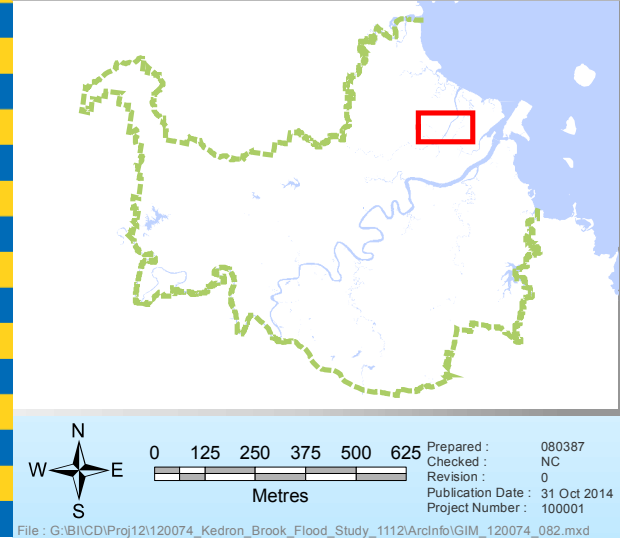 N
W E
S
0 125 250 375 500 625
Metres
Prepared : 080387
Checked : NC
Revision : 0
Publication Date : 31 Oct 2014
Project Number : 100001
File : G:\BI\CD\Proj12\120074_Kedron_Brook_Flood_Study_1112\ArcInfo\GIM_120074_082.mxd